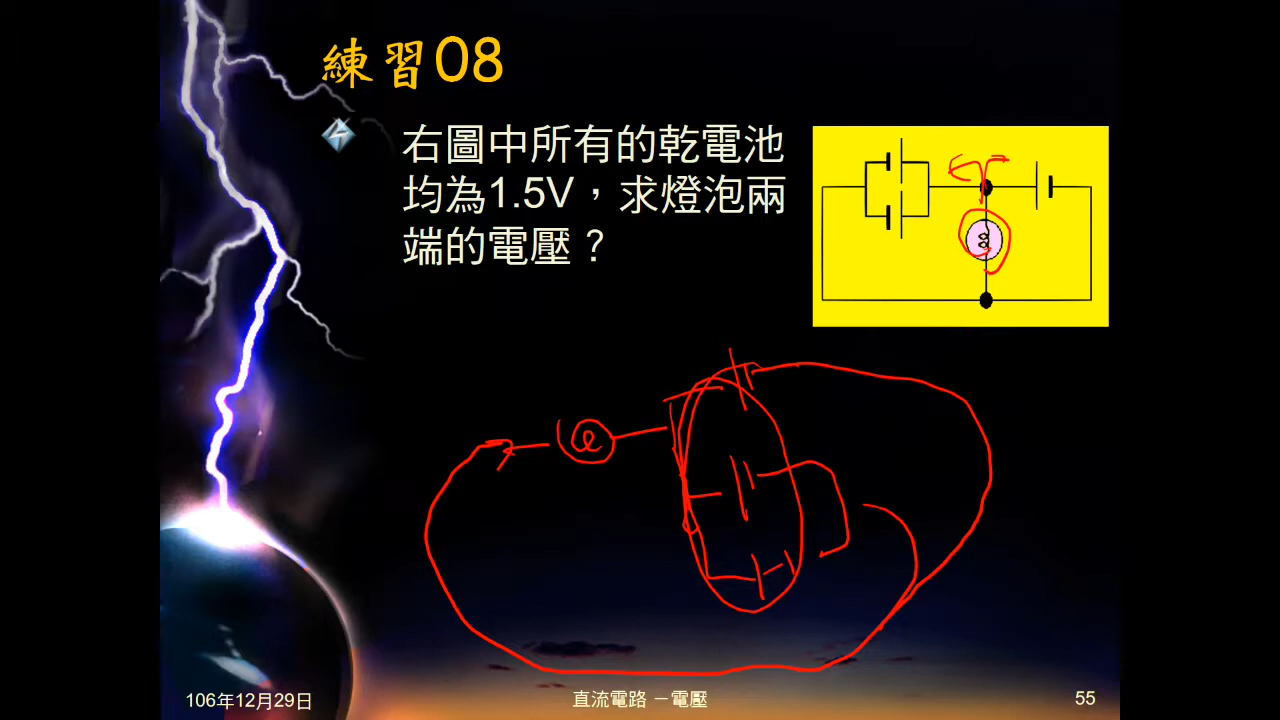 練習08
右圖中所有的乾電池
均為1.5V，求燈泡兩
端的電壓？
106年12月29日
直流電路 －電壓
55